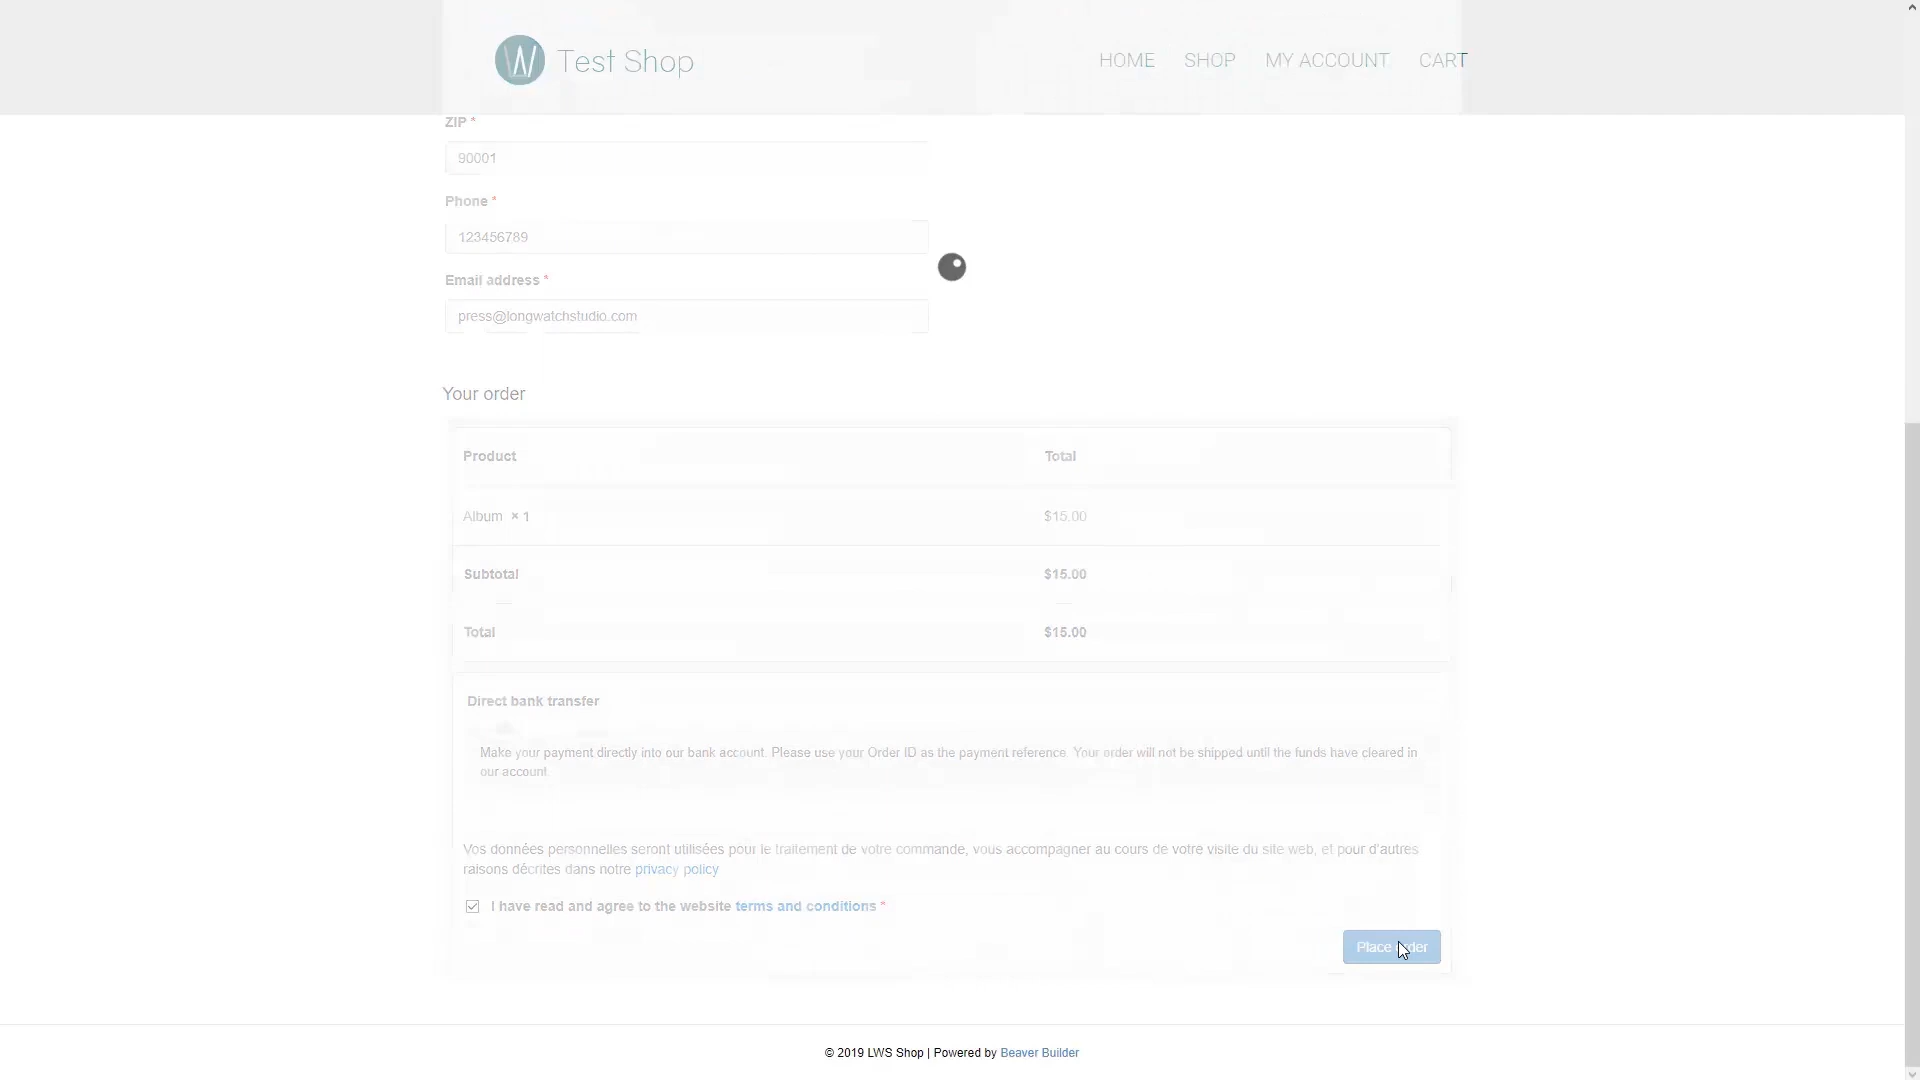 Test Shop
HOME SHOP MY ACCOUNT CART
ZIP *
90001
Phone *
123456789
Email address *
press@longwatchstudio.com
Your order
Product Total
Album × 1 $15.00
Subtotal $15.00
Total $15.00
Direct bank transfer
Make your payment directly into our bank account. Please use your Order ID as the payment reference. Your order will not be shipped until the funds have cleared in
our account.
Vos données personnelles seront utilisées pour le traitement de votre commande, vous accompagner au cours de votre visite du site web, et pour d'autres
raisons décrites dans notre privacy policy
I have read and agree to the website terms and conditions *
Place order
© 2019 LWS Shop | Powered by Beaver Builder